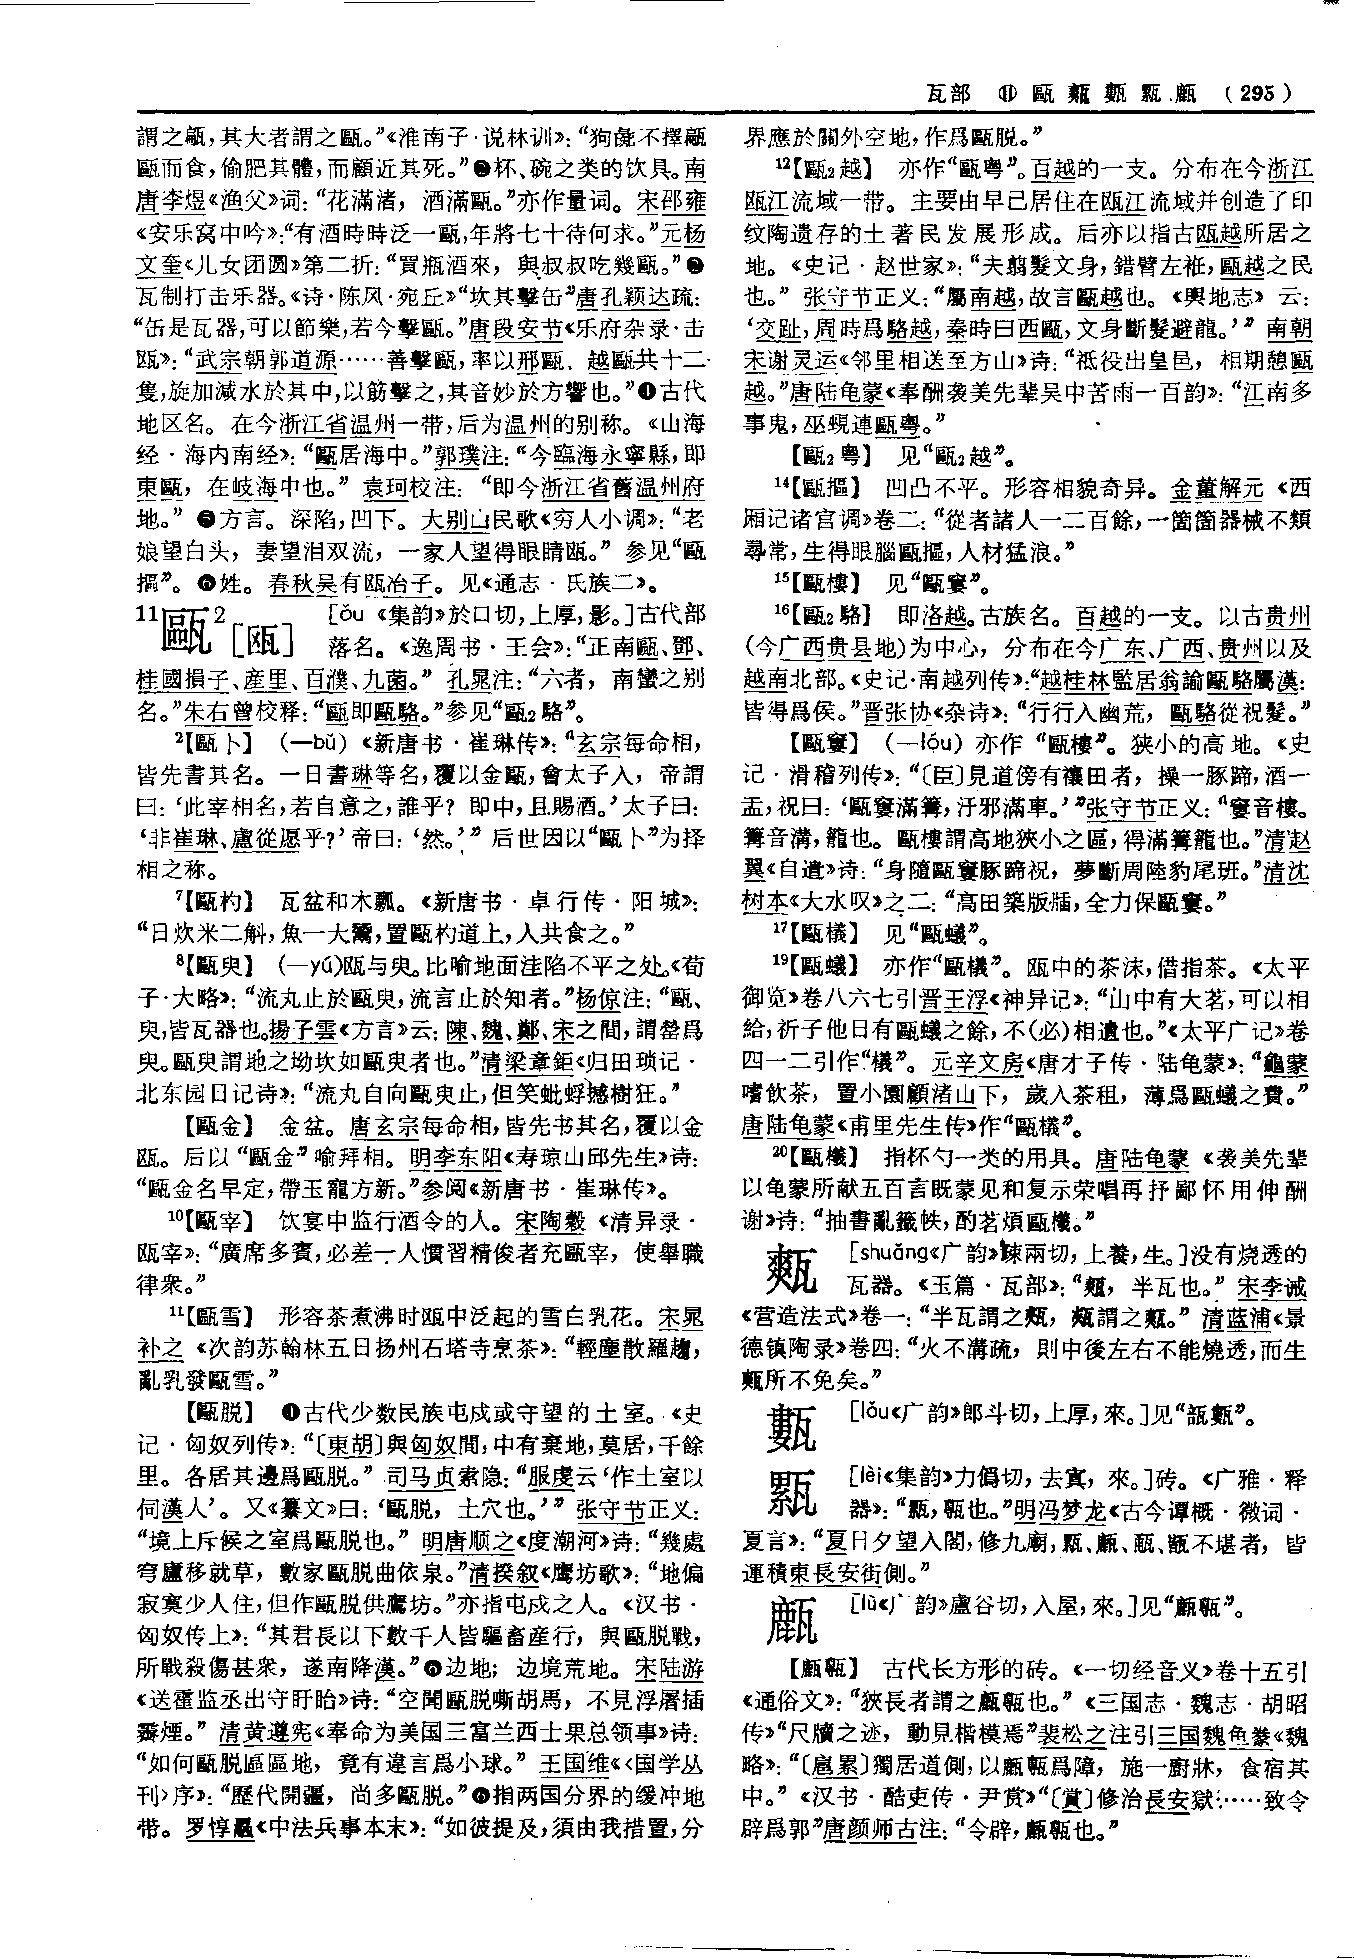 瓦部 ⑪ 甌 㼽 甊 㽃 甋 (295)
謂之甂，其大者謂之甌。”《淮南子·说林训》：“狗彘不擇甂
甌而食，偷肥其體，而顧近其死。”❷杯、碗之类的饮具。南
唐李煜《渔父》词：“花滿渚，酒滿甌。”亦作量词。宋邵雍
《安乐窝中吟》：“有酒時時泛一甌，年將七十待何求。”元杨
文奎《儿女团圆》第二折：“買瓶酒來，與叔叔吃幾甌。”❸
瓦制打击乐器。《诗·陈风·宛丘》“坎其擊缶”唐孔颖达疏：
“缶是瓦器，可以節樂，若今擊甌。”唐段安节《乐府杂录·击
瓯》：“武宗朝郭道源……善擊甌，率以邢甌、越甌共十二
隻，旋加減水於其中，以筯擊之，其音妙於方響也。”❹古代
地区名。在今浙江省温州一带，后为温州的别称。《山海
经·海内南经》：“甌居海中。”郭璞注：“今臨海永寧縣，即
東甌，在岐海中也。”袁珂校注：“即今浙江省舊温州府
地。”❺方言。深陷，凹下。大别山民歌《穷人小调》：“老
娘望白头，妻望泪双流，一家人望得眼睛瓯。”参见“甌
摳”。❻姓。春秋吴有瓯冶子。见《通志·氏族二》。
11甌2［瓯］ ［ǒu《集韵》於口切，上厚，影。］古代部
落名。《逸周书·王会》：“正南甌、鄧、
桂國損子、産里、百濮、九菌。”孔晁注：“六者，南蠻之别
名。”朱右曾校释：“甌即甌駱。”参见“甌2駱”。
2【甌卜】（—bǔ）《新唐书·崔琳传》：“玄宗每命相，
皆先書其名。一日書琳等名，覆以金甌，會太子入，帝謂
曰：‘此宰相名，若自意之，誰乎？即中，且賜酒。’太子曰：
‘非崔琳、盧從愿乎？’帝曰：‘然。’”后世因以“甌卜”为择
相之称。
7【甌杓】 瓦盆和木瓢。《新唐书·卓行传·阳城》：
“日炊米二斛，魚一大鬵，置甌杓道上，人共食之。”
8【甌臾】（—yú）瓯与臾。比喻地面洼陷不平之处。《荀
子·大略》：“流丸止於甌臾，流言止於知者。”杨倞注：“甌、
臾，皆瓦器也。揚子雲《方言》云：陳、魏、鄭、宋之間，謂罃爲
臾。甌臾謂地之坳坎如甌臾者也。”清梁章鉅《归田琐记·
北东园日记诗》：“流丸自向甌臾止，但笑蚍蜉撼樹狂。”
【甌金】 金盆。唐玄宗每命相，皆先书其名，覆以金
瓯。后以“甌金”喻拜相。明李东阳《寿琼山邱先生》诗：
“甌金名早定，帶玉寵方新。”参阅《新唐书·崔琳传》。
10【甌宰】 饮宴中监行酒令的人。宋陶穀《清异录·
瓯宰》：“廣席多賓，必差一人慣習精俊者充甌宰，使舉職
律衆。”
11【甌雪】 形容茶煮沸时瓯中泛起的雪白乳花。宋晁
补之《次韵苏翰林五日扬州石塔寺烹茶》：“輕塵散羅麴，
亂乳發甌雪。”
【甌脱】 ❶古代少数民族屯戍或守望的土室。《史
记·匈奴列传》：“〔東胡〕與匈奴間，中有棄地，莫居，千餘
里。各居其邊爲甌脱。”司马贞索隐：“服虔云‘作土室以
伺漢人’。又《纂文》曰：‘甌脱，土穴也。’”张守节正义：
“境上斥候之室爲甌脱也。”明唐顺之《度潮河》诗：“幾處
穹廬移就草，數家甌脱曲依泉。”清揆叙《鹰坊歌》：“地偏
寂寞少人住，但作甌脱供鷹坊。”亦指屯戍之人。《汉书·
匈奴传上》：“其君長以下數千人皆驅畜産行，與甌脱戰，
所戰殺傷甚衆，遂南降漢。”❷边地；边境荒地。宋陆游
《送霍监丞出守盱眙》诗：“空聞甌脱嘶胡馬，不見浮屠插
霧煙。”清黄遵宪《奉命为美国三富兰西士果总领事》诗：
“如何甌脱區區地，竟有違言爲小球。”王国维《〈国学丛
刊〉序》：“歷代開疆，尚多甌脱。”❸指两国分界的缓冲地
带。罗惇曧《中法兵事本末》：“如彼提及，須由我措置，分
界應於關外空地，作爲甌脱。”
12【甌2越】 亦作“甌粤”。百越的一支。分布在今浙江
瓯江流域一带。主要由早已居住在瓯江流域并创造了印
纹陶遗存的土著民发展形成。后亦以指古瓯越所居之
地。《史记·赵世家》：“夫翦髮文身，錯臂左袵，甌越之民
也。”张守节正义：“屬南越，故言甌越也。《輿地志》云：
‘交趾，周時爲駱越，秦時曰西甌，文身斷髮避龍。’”南朝
宋谢灵运《邻里相送至方山》诗：“祗役出皇邑，相期憩甌
越。”唐陆龟蒙《奉酬袭美先辈吴中苦雨一百韵》：“江南多
事鬼，巫覡連甌粤。”
【甌2粤】 见“甌2越”。
14【甌摳】 凹凸不平。形容相貌奇异。金董解元《西
厢记诸宫调》卷二：“從者諸人一二百餘，一箇箇器械不類
尋常，生得眼腦甌摳，人材猛浪。”
15【甌樓】 见“甌窶”。
16【甌2駱】 即洛越。古族名。百越的一支。以古贵州
（今广西贵县地）为中心，分布在今广东、广西、贵州以及
越南北部。《史记·南越列传》：“越桂林監居翁諭甌駱屬漢：
皆得爲侯。”晋张协《杂诗》：“行行入幽荒，甌駱從祝髮。”
【甌窶】（—lóu）亦作“甌樓”。狭小的高地。《史
记·滑稽列传》：“〔臣〕見道傍有禳田者，操一豚蹄，酒一
盂，祝曰：‘甌窶滿篝，汙邪滿車。’”张守节正义：“窶音樓。
篝音溝，籠也。甌樓謂高地狹小之區，得滿篝籠也。”清赵
翼《自遣》诗：“身隨甌窶豚蹄祝，夢斷周陸豹尾班。”清沈
树本《大水叹》之二：“高田築版牐，全力保甌窶。”
17【甌檥】 见“甌蟻”。
19【甌蟻】 亦作“甌檥”。瓯中的茶沫，借指茶。《太平
御览》卷八六七引晋王浮《神异记》：“山中有大茗，可以相
給，祈子他日有甌蟻之餘，不（必）相遺也。”《太平广记》卷
四一二引作“檥”。元辛文房《唐才子传·陆龟蒙》：“龜蒙
嗜飲茶，置小園顧渚山下，歲入茶租，薄爲甌蟻之費。”
唐陆龟蒙《甫里先生传》作“甌檥”。
20【甌㰕】 指杯勺一类的用具。唐陆龟蒙《袭美先辈
以龟蒙所献五百言既蒙见和复示荣唱再抒鄙怀用伸酬
谢》诗：“抽書亂籤帙，酌茗煩甌㰕。”
㼽 ［shuǎng《广韵》踈兩切，上養，生。］没有烧透的
瓦器。《玉篇·瓦部》：“㼽，半瓦也。”宋李诫
《营造法式》卷一：“半瓦謂之㼽，㼽謂之甊。”清蓝浦《景
德镇陶录》卷四：“火不溝疏，則中後左右不能燒透，而生
㼽所不免矣。”
甊 ［lǒu《广韵》郎斗切，上厚，來。］见“瓿甊”。
㽃 ［lèi《集韵》力僞切，去寘，來。］砖。《广雅·释
器》：“㽃，甎也。”明冯梦龙《古今谭概·微词·
夏言》：“夏日夕望入閣，修九廟，㽃、甋、瓾、甑不堪者，皆
運積東長安街側。”
甋 ［lù《广韵》盧谷切，入屋，來。］见“甋甎”。
【甋甎】 古代长方形的砖。《一切经音义》卷十五引
《通俗文》：“狹長者謂之甋甎也。”《三国志·魏志·胡昭
传》“尺牘之迹，動見楷模焉”裴松之注引三国魏鱼豢《魏
略》：“〔扈累〕獨居道側，以甋甎爲障，施一廚牀，食宿其
中。”《汉书·酷吏传·尹赏》“〔賞〕修治長安獄……致令
辟爲郭”唐颜师古注：“令辟，甋甎也。”